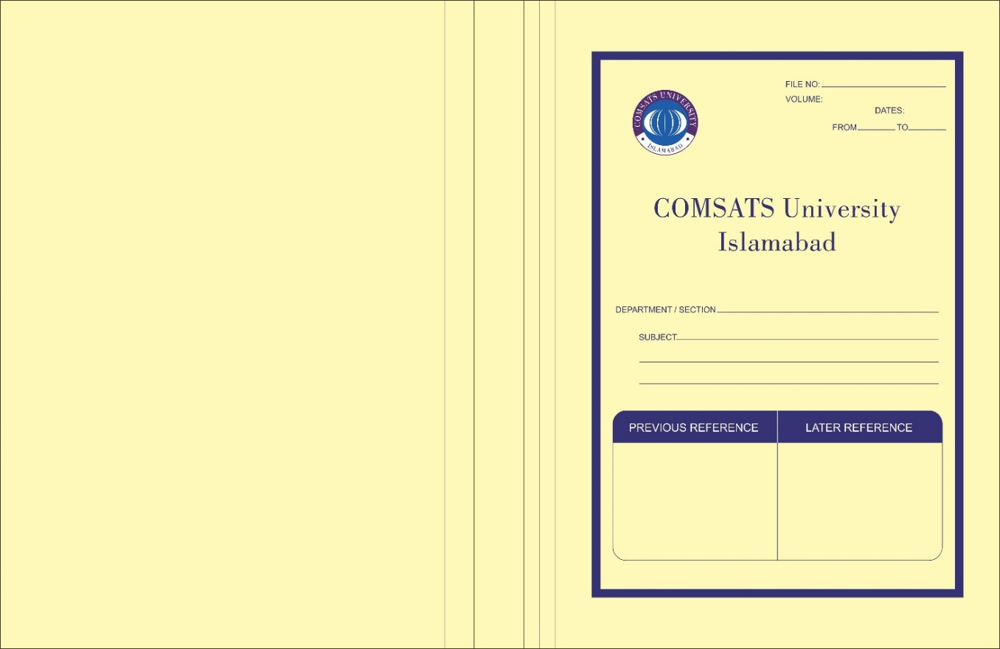 COMSATS UNIVERSITY
ISLAMABAD
FILE NO:
VOLUME:
DATES:
FROM TO
COMSATS University
Islamabad
DEPARTMENT / SECTION
SUBJECT
PREVIOUS REFERENCE LATER REFERENCE